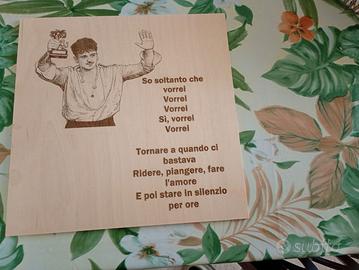 So soltanto che
vorrei
Vorrei
Vorrei
Sì, vorrei
Vorrei
Tornare a quando ci
bastava
Ridere, piangere, fare
l'amore
E poi stare in silenzio
per ore
subito